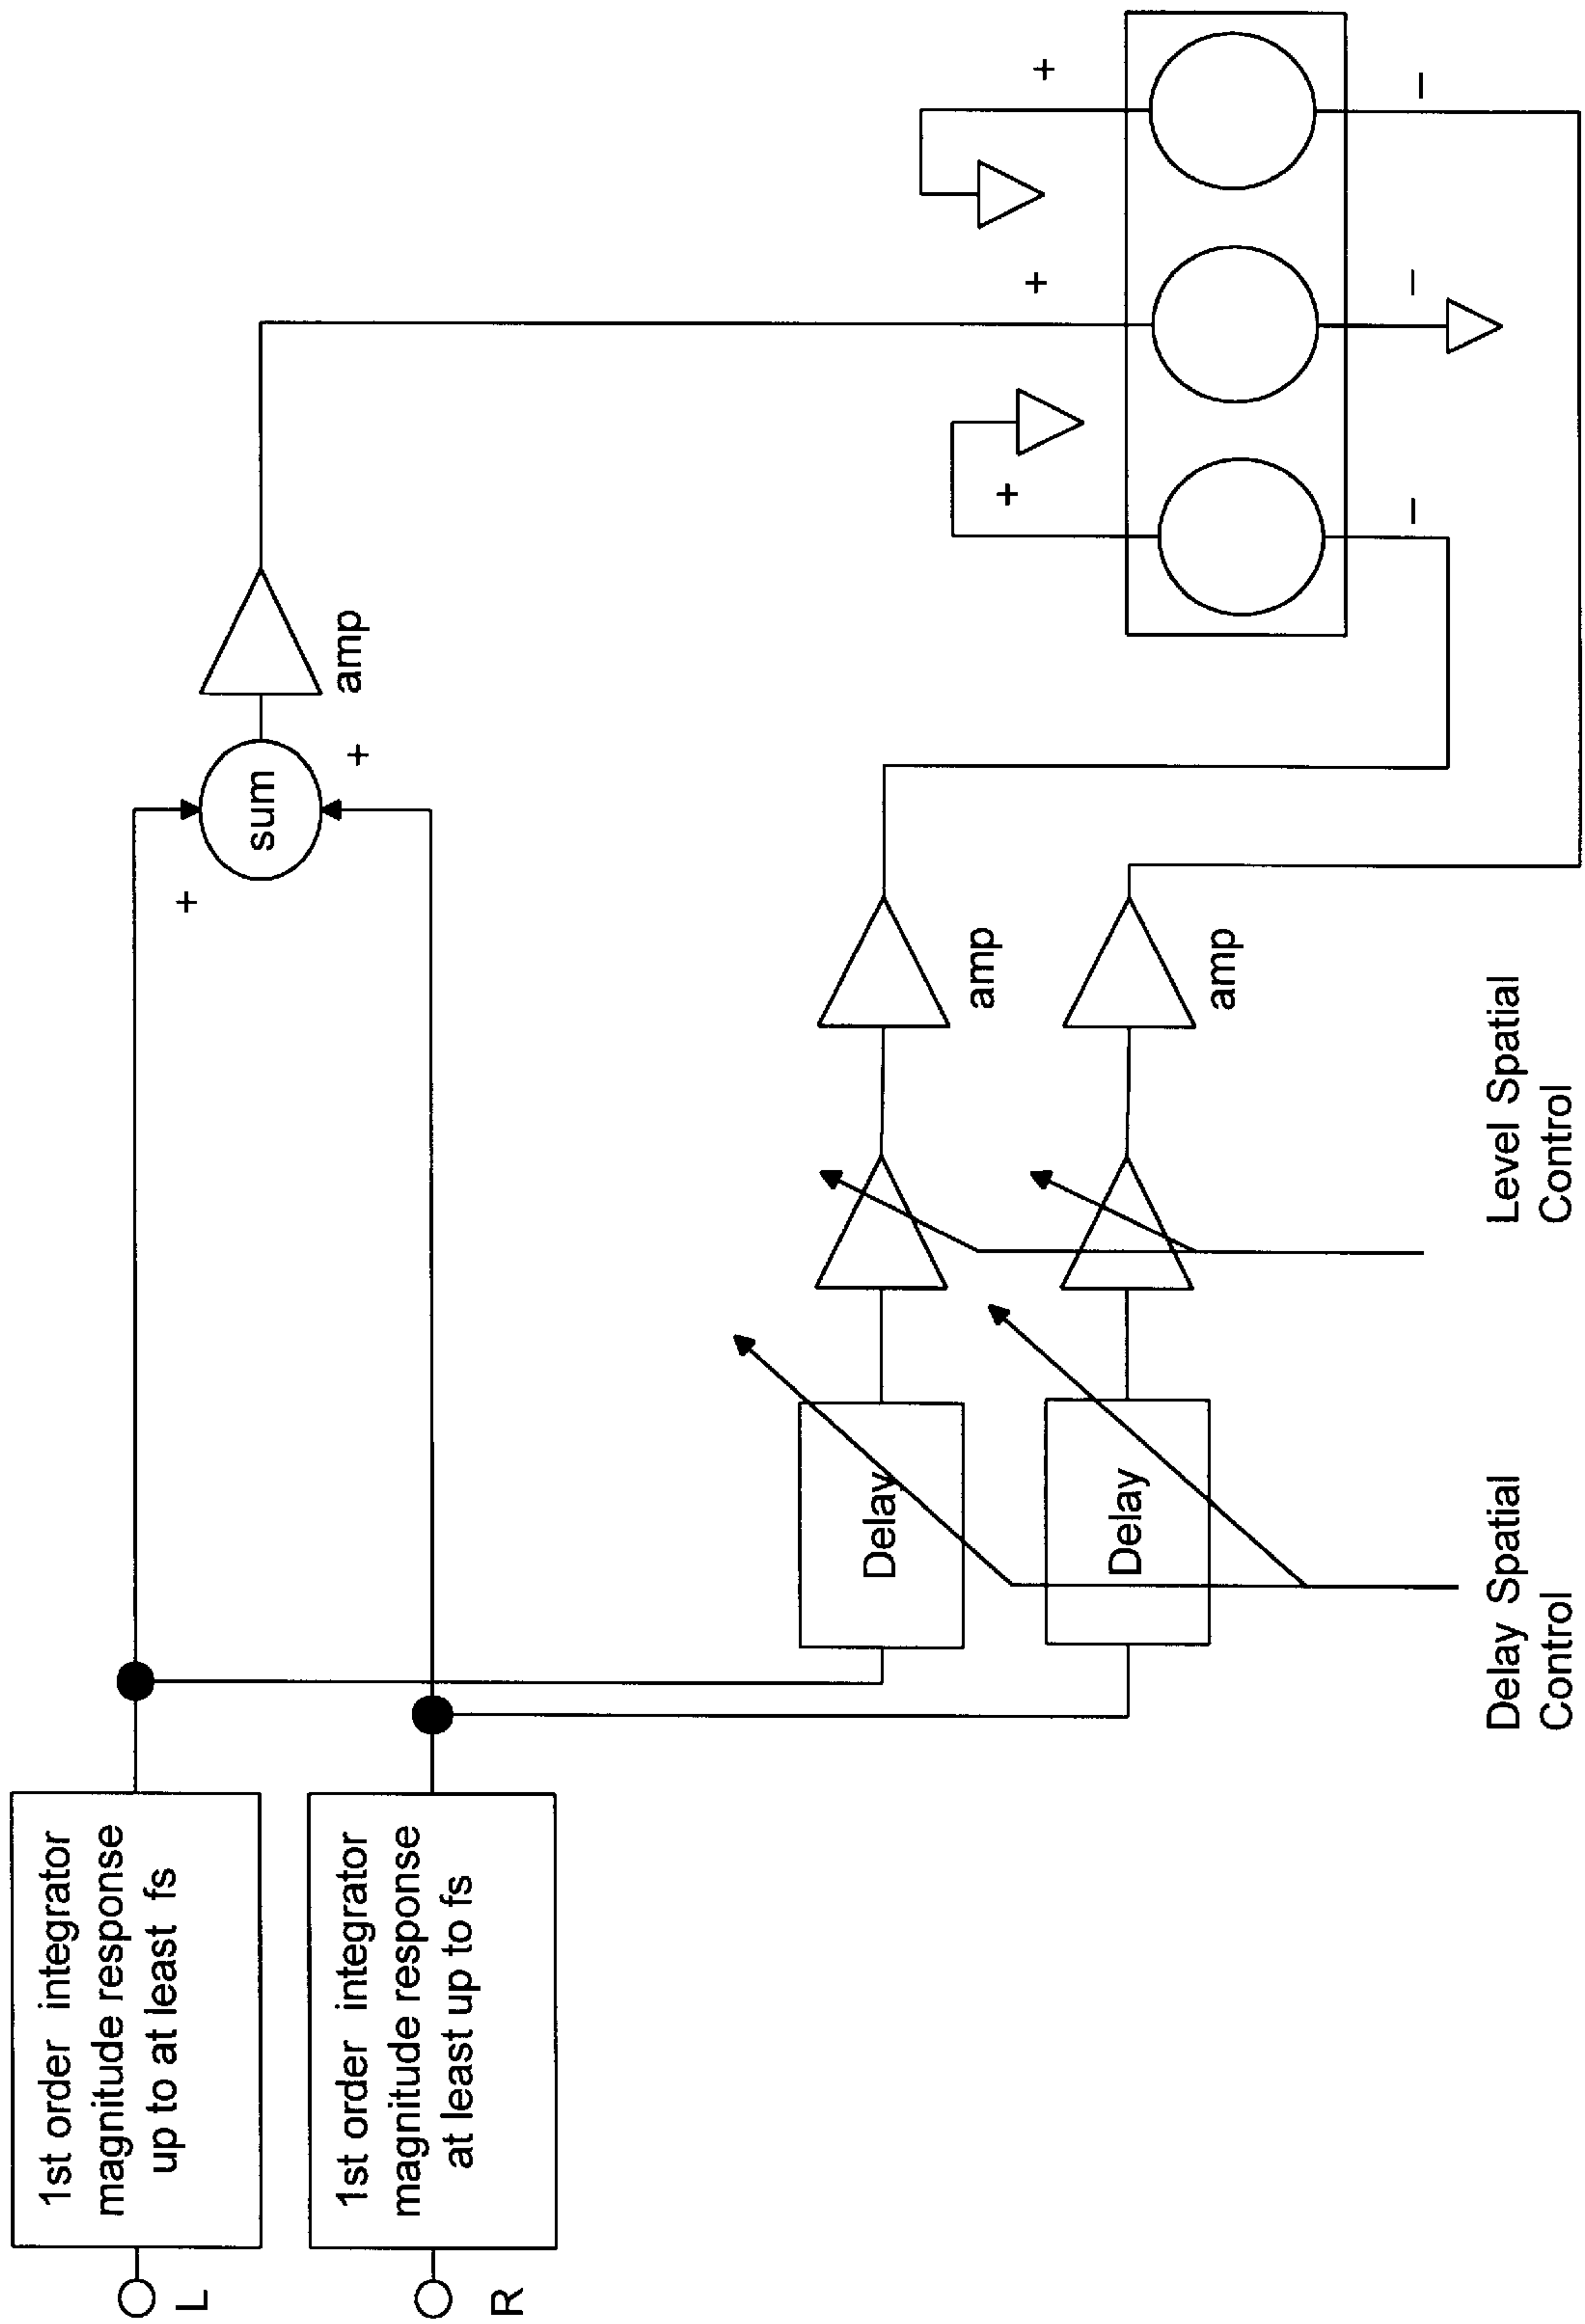 L
1st order integrator
magnitude response
up to at least fs
R
1st order integrator
magnitude response
at least up to fs
+
sum
+
amp
Delay
amp
Delay
amp
Delay Spatial
Control
Level Spatial
Control
+
+
+
–
–
–